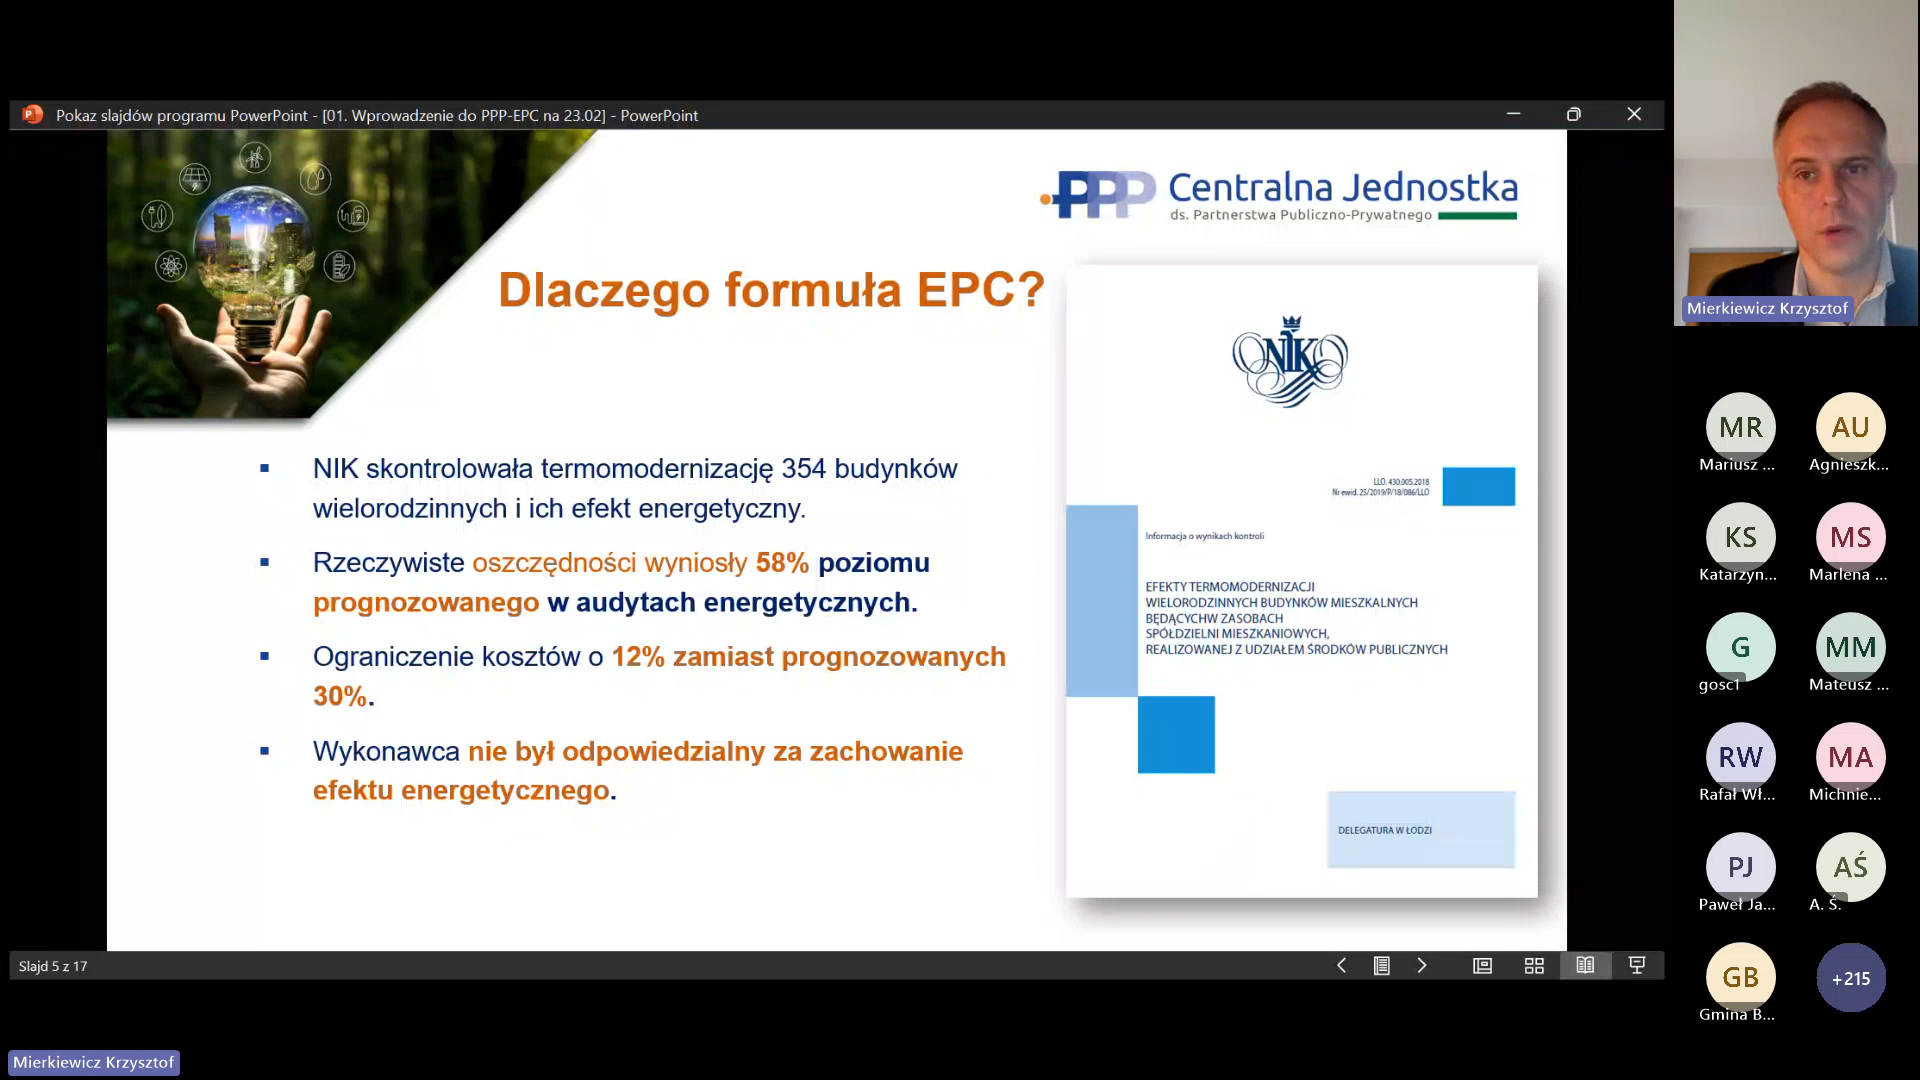 Pokaz slajdów programu PowerPoint - [01. Wprowadzenie do PPP-EPC na 23.02] - PowerPoint
PPP Centralna Jednostka
ds. Partnerstwa Publiczno-Prywatnego
Dlaczego formuła EPC?
NIK skontrolowała termomodernizację 354 budynków
wielorodzinnych i ich efekt energetyczny.
Rzeczywiste oszczędności wyniosły 58% poziomu
prognozowanego w audytach energetycznych.
Ograniczenie kosztów o 12% zamiast prognozowanych
30%.
Wykonawca nie był odpowiedzialny za zachowanie
efektu energetycznego.
NIK
LLO. 430.005.2018
Nr ewid. 25/2019/P/18/086/LLO
Informacja o wynikach kontroli
EFEKTY TERMOMODERNIZACJI
WIELORODZINNYCH BUDYNKÓW MIESZKALNYCH
BĘDĄCYCHW ZASOBACH
SPÓŁDZIELNI MIESZKANIOWYCH,
REALIZOWANEJ Z UDZIAŁEM ŚRODKÓW PUBLICZNYCH
DELEGATURA W ŁODZI
Slajd 5 z 17
Mierkiewicz Krzysztof
Mierkiewicz Krzysztof
MR
Mariusz ...
AU
Agnieszk...
KS
Katarzyn...
MS
Marlena ...
G
gosc1
MM
Mateusz ...
RW
Rafał Wł...
MA
Michnie...
PJ
Paweł Ja...
AŚ
A. Ś.
GB
Gmina B...
+215